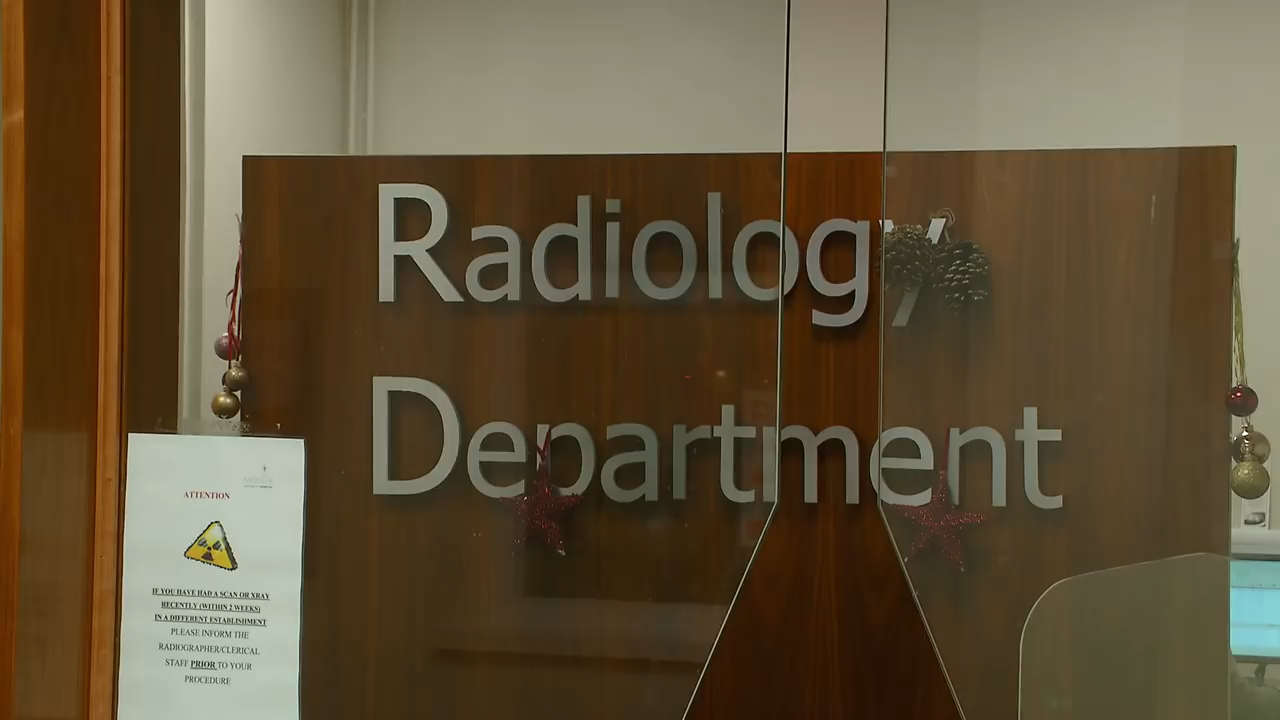 Radiology
Department
ATTENTION
IF YOU HAVE HAD A SCAN OR XRAY
RECENTLY (WITHIN 2 WEEKS)
IN A DIFFERENT ESTABLISHMENT
PLEASE INFORM THE
RADIOGRAPHER/CLERICAL
STAFF PRIOR TO YOUR
PROCEDURE